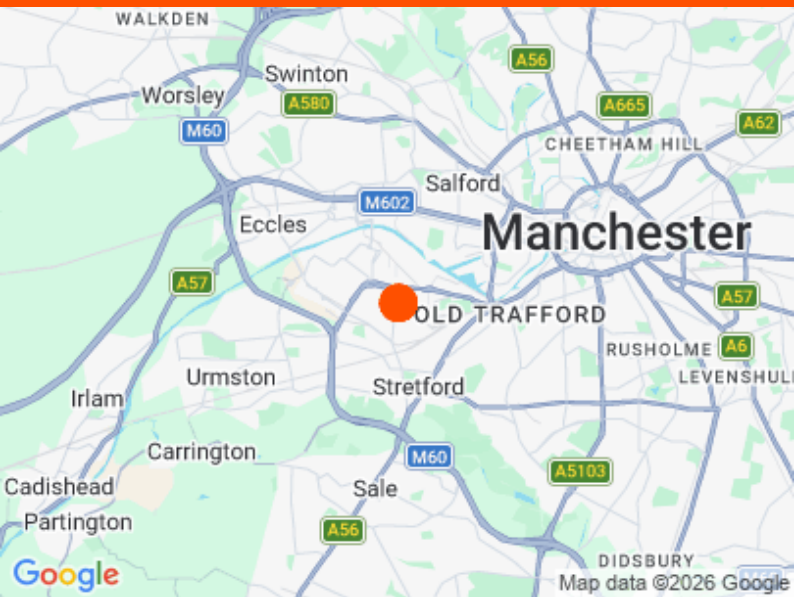 WALKDEN
A56
Swinton
Worsley
A580
A665
M60
A62
CHEETHAM HILL
Salford
M602
Eccles
Manchester
A57
A57
OLD TRAFFORD
RUSHOLME
A6
LEVENSHUL
Urmston
Stretford
Irlam
Carrington
M60
A5103
Cadishead
Sale
Partington
A56
DIDSBURY
Google
Map data ©2026 Google